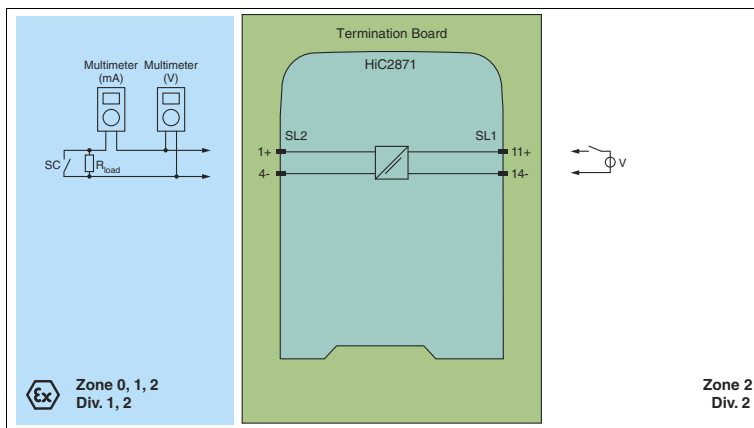 Termination Board
HiC2871
Multimeter
(mA)
Multimeter
(V)
SL2
SL1
1+
11+
SC
Rload
V
4-
14-
Ex
Zone 0, 1, 2
Div. 1, 2
Zone 2
Div. 2